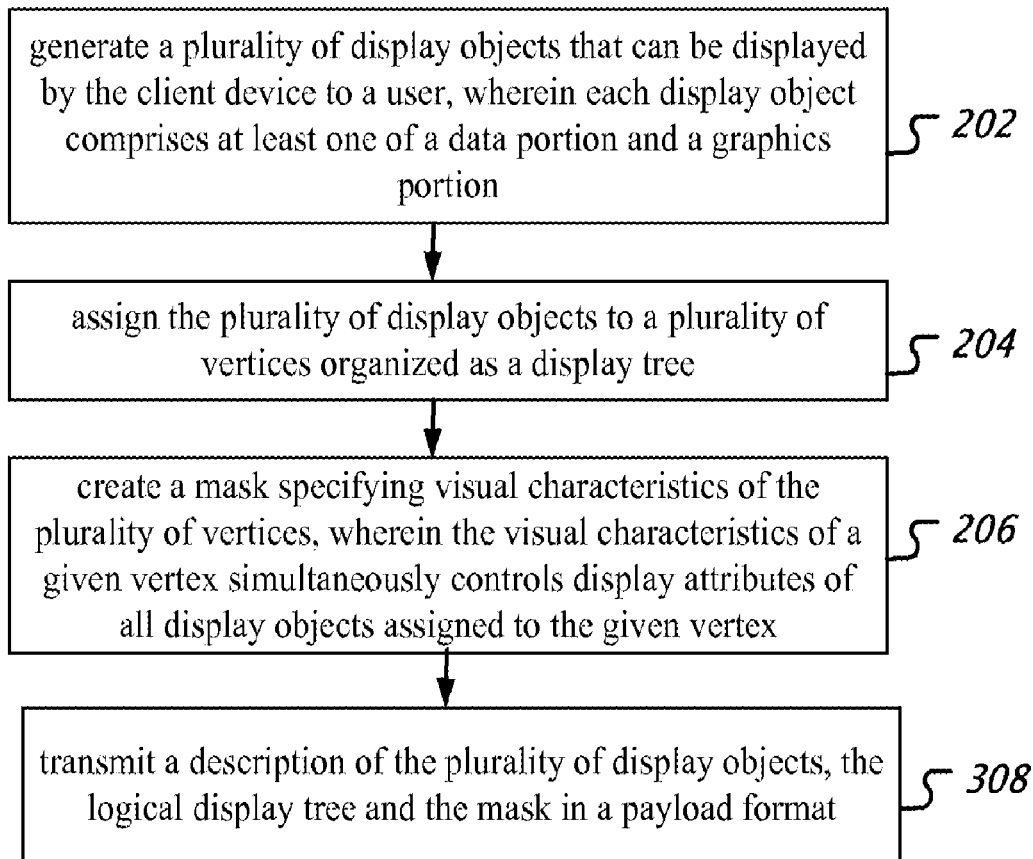 generate a plurality of display objects that can be displayed
by the client device to a user, wherein each display object
comprises at least one of a data portion and a graphics
portion
202
assign the plurality of display objects to a plurality of
vertices organized as a display tree
204
create a mask specifying visual characteristics of the
plurality of vertices, wherein the visual characteristics of a
given vertex simultaneously controls display attributes of
all display objects assigned to the given vertex
206
transmit a description of the plurality of display objects, the
logical display tree and the mask in a payload format
308